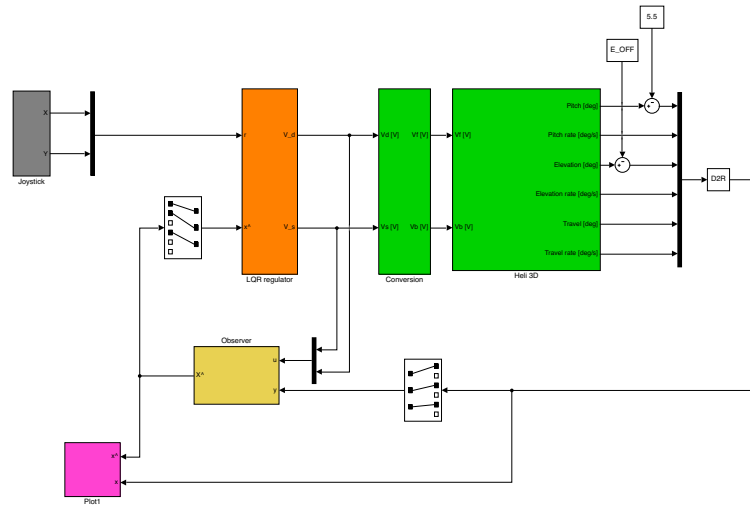 5.5
E_OFF
X
Y
Joystick
r
x^
V_d
V_s
LQR regulator
Vd [V]
Vs [V]
Vf [V]
Vb [V]
Conversion
Vf [V]
Vb [V]
Pitch [deg]
Pitch rate [deg/s]
Elevation [deg]
Elevation rate [deg/s]
Travel [deg]
Travel rate [deg/s]
Heli 3D
D2R
Observer
X^
u
y
x^
x
Plot1